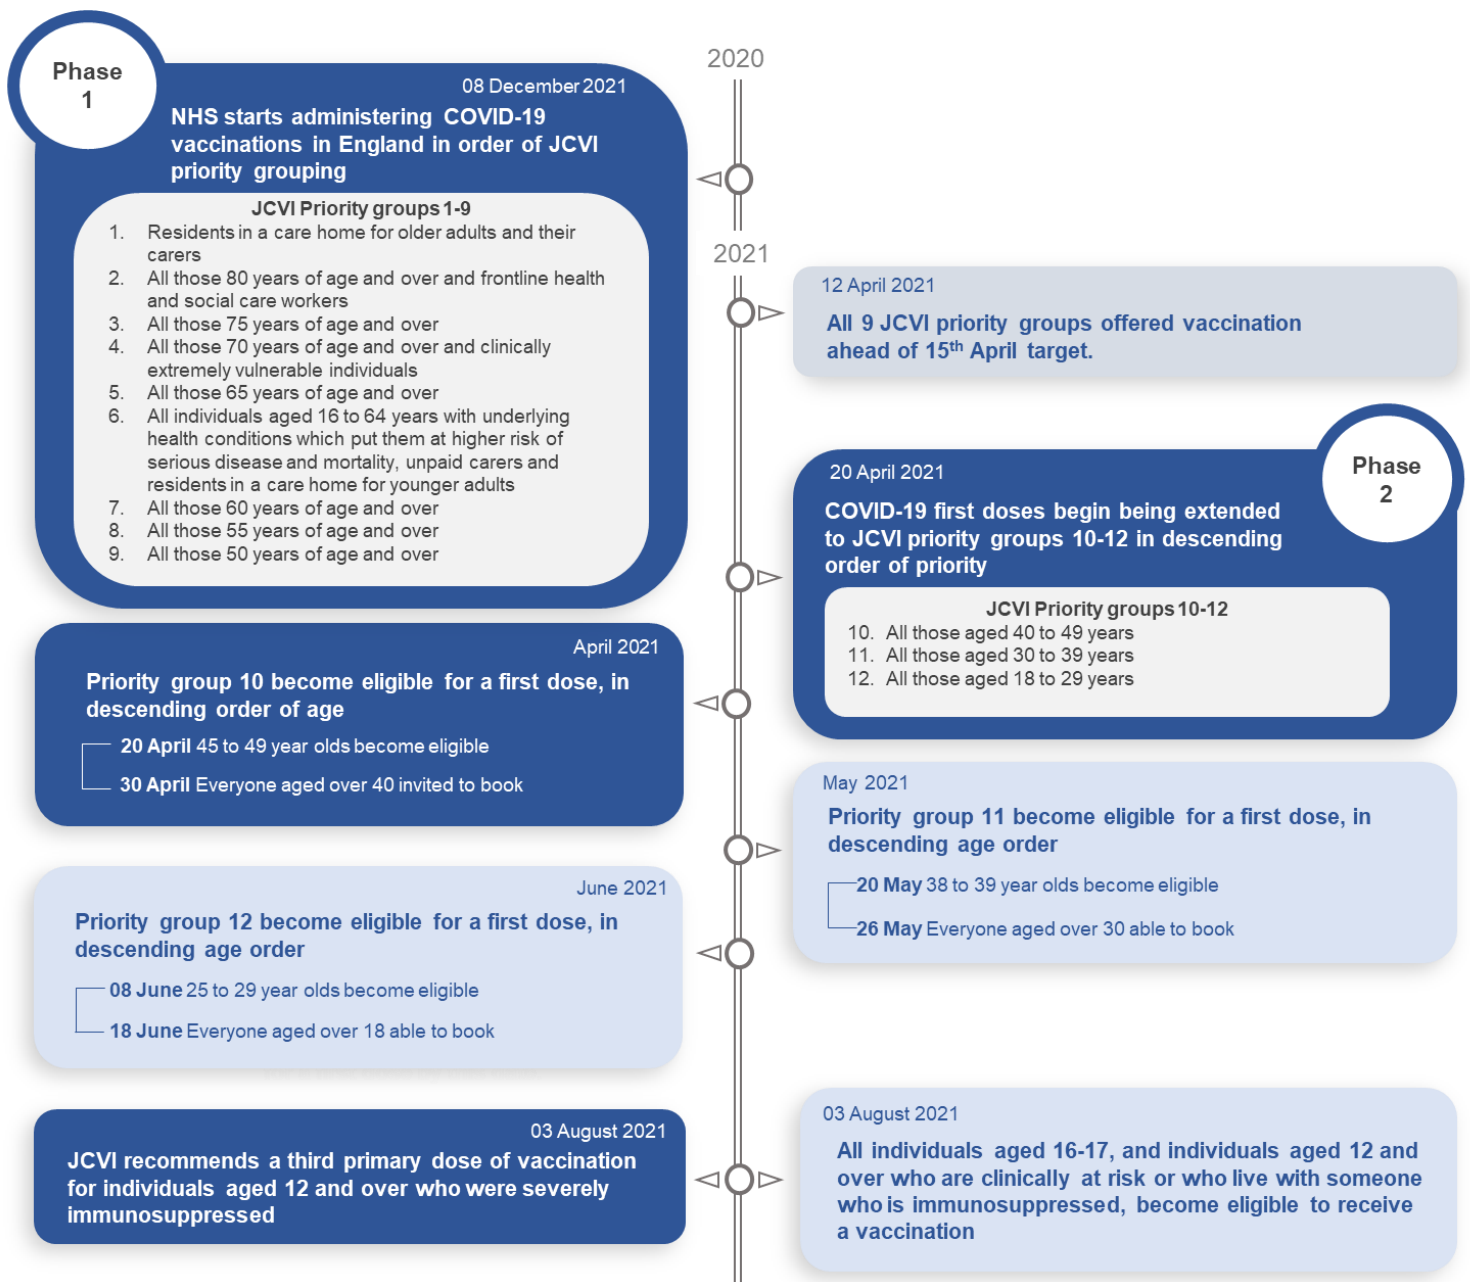 Phase
1
08 December 2021
NHS starts administering COVID-19
vaccinations in England in order of JCVI
priority grouping
JCVI Priority groups 1-9
1. Residents in a care home for older adults and their
carers
2. All those 80 years of age and over and frontline health
and social care workers
3. All those 75 years of age and over
4. All those 70 years of age and over and clinically
extremely vulnerable individuals
5. All those 65 years of age and over
6. All individuals aged 16 to 64 years with underlying
health conditions which put them at higher risk of
serious disease and mortality, unpaid carers and
residents in a care home for younger adults
7. All those 60 years of age and over
8. All those 55 years of age and over
9. All those 50 years of age and over
2020
2021
12 April 2021
All 9 JCVI priority groups offered vaccination
ahead of 15th April target.
Phase
2
20 April 2021
COVID-19 first doses begin being extended
to JCVI priority groups 10-12 in descending
order of priority
JCVI Priority groups 10-12
10. All those aged 40 to 49 years
11. All those aged 30 to 39 years
12. All those aged 18 to 29 years
April 2021
Priority group 10 become eligible for a first dose, in
descending order of age
20 April 45 to 49 year olds become eligible
30 April Everyone aged over 40 invited to book
May 2021
Priority group 11 become eligible for a first dose, in
descending age order
20 May 38 to 39 year olds become eligible
26 May Everyone aged over 30 able to book
June 2021
Priority group 12 become eligible for a first dose, in
descending age order
08 June 25 to 29 year olds become eligible
18 June Everyone aged over 18 able to book
03 August 2021
JCVI recommends a third primary dose of vaccination
for individuals aged 12 and over who were severely
immunosuppressed
03 August 2021
All individuals aged 16-17, and individuals aged 12 and
over who are clinically at risk or who live with someone
who is immunosuppressed, become eligible to receive
a vaccination